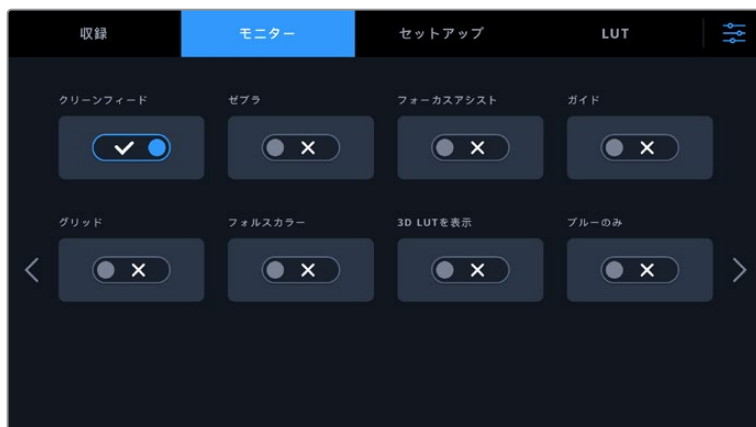 収録 モニター セットアップ LUT
クリーンフィード ゼブラ フォーカスアシスト ガイド
グリッド フォルスカラー 3D LUTを表示 ブルーのみ